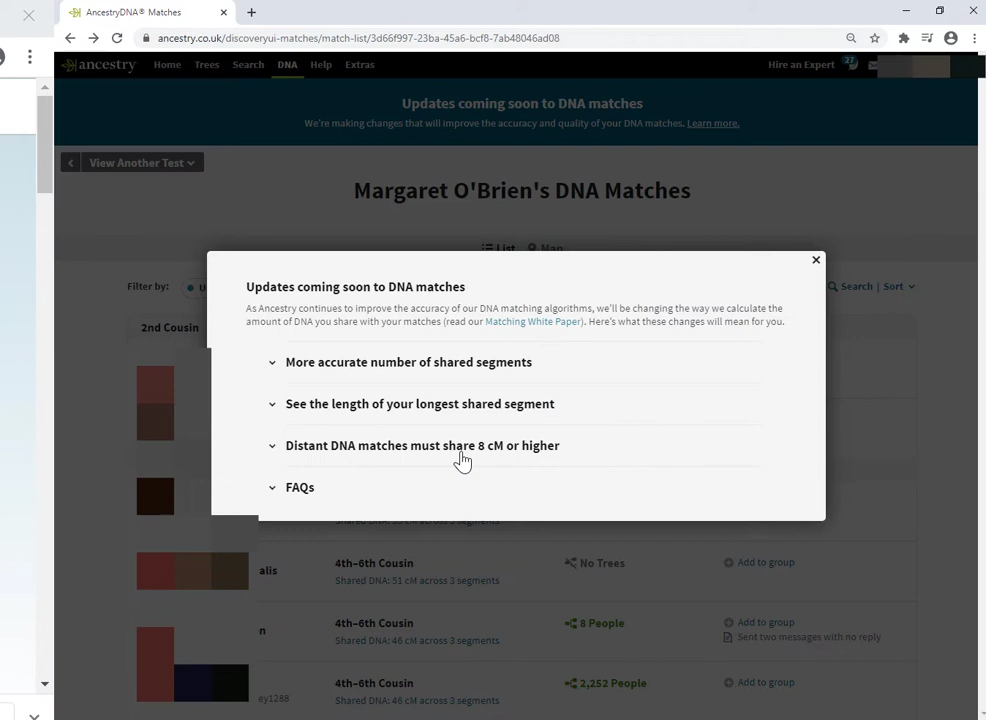 AncestryDNA® Matches
ancestry.co.uk/discoveryui-matches/match-list/3d66f997-23ba-45a6-bcf8-7ab48046ad08
ancestry Home Trees Search DNA Help Extras Hire an Expert 27
Updates coming soon to DNA matches
We're making changes that will improve the accuracy and quality of your DNA matches. Learn more.
View Another Test
Margaret O'Brien's DNA Matches
List Map
Filter by: U Search | Sort
2nd Cousin
Updates coming soon to DNA matches
As Ancestry continues to improve the accuracy of our DNA matching algorithms, we'll be changing the way we calculate the
amount of DNA you share with your matches (read our Matching White Paper). Here's what these changes will mean for you.
More accurate number of shared segments
See the length of your longest shared segment
Distant DNA matches must share 8 cM or higher
FAQs
alis 4th–6th Cousin No Trees Add to group
Shared DNA: 51 cM across 3 segments
n 4th–6th Cousin 8 People Add to group
Shared DNA: 46 cM across 3 segments Sent two messages with no reply
4th–6th Cousin 2,252 People Add to group
ey1288 Shared DNA: 46 cM across 3 segments